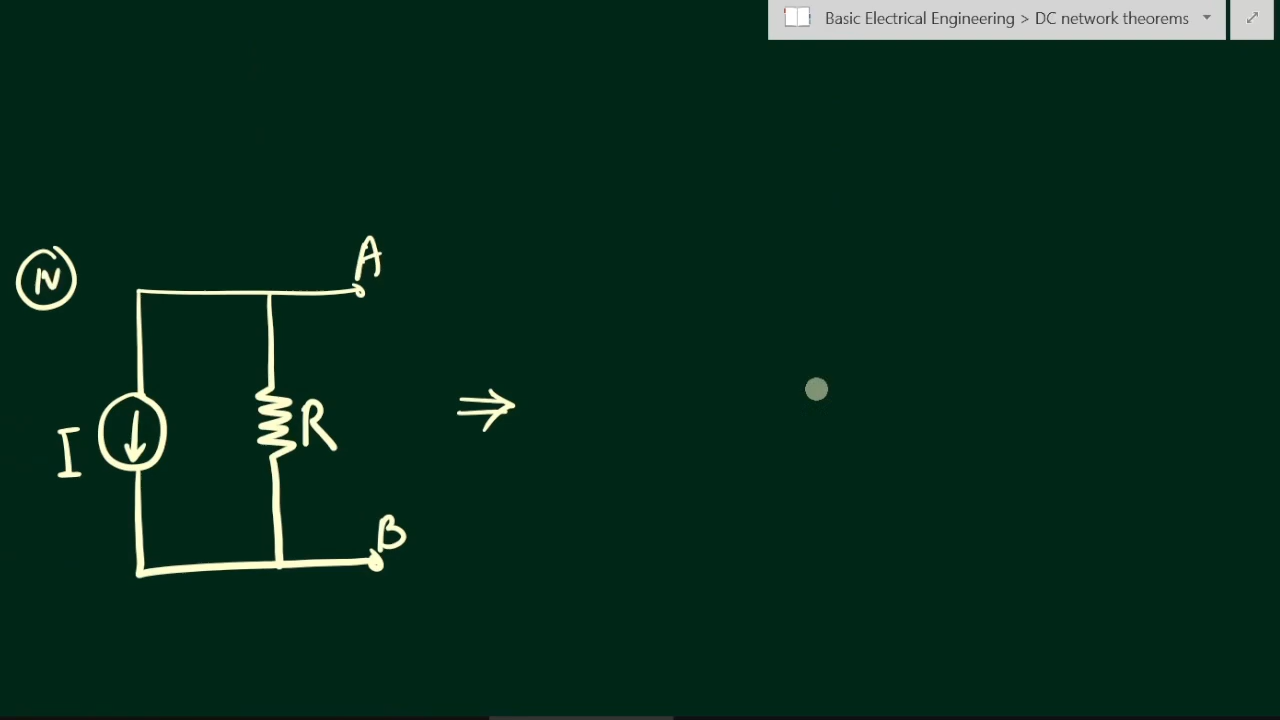 Basic Electrical Engineering > DC network theorems
N
A
I
R
⇒
B